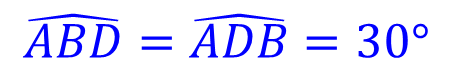 $\widehat{ABD} = \widehat{ADB} = 30°$